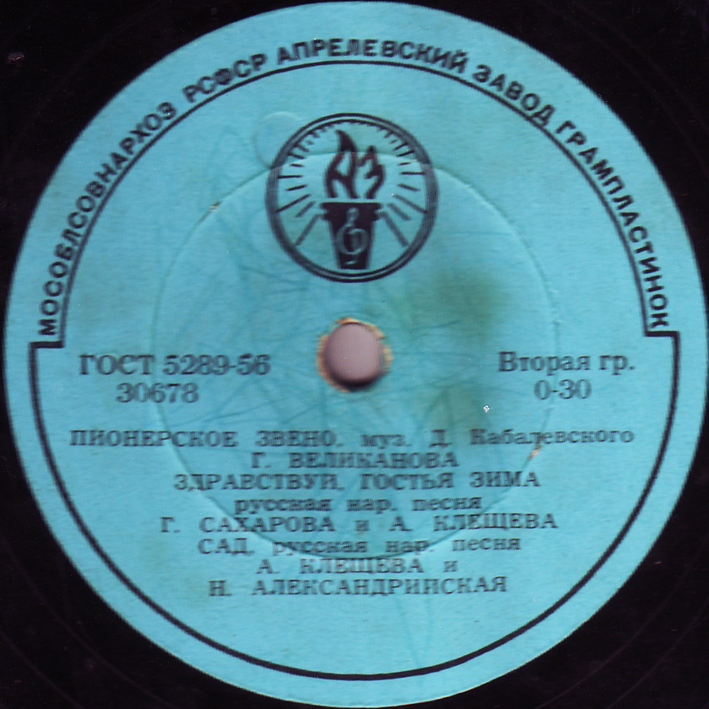 МОСОБЛСОВНАРХОЗ РСФСР АПРЕЛЕВСКИЙ ЗАВОД ГРАМПЛАСТИНОК
АЗ
ГОСТ 5289-56
30678
Вторая гр.
0-30
ПИОНЕРСКОЕ ЗВЕНО, муз. Д. Кабалевского
Г. ВЕЛИКАНОВА
ЗДРАВСТВУЙ, ГОСТЬЯ ЗИМА
русская нар. песня
Г. САХАРОВА и А. КЛЕЩЕВА
САД, русская нар. песня
А. КЛЕЩЕВА и
Н. АЛЕКСАНДРИЙСКАЯ